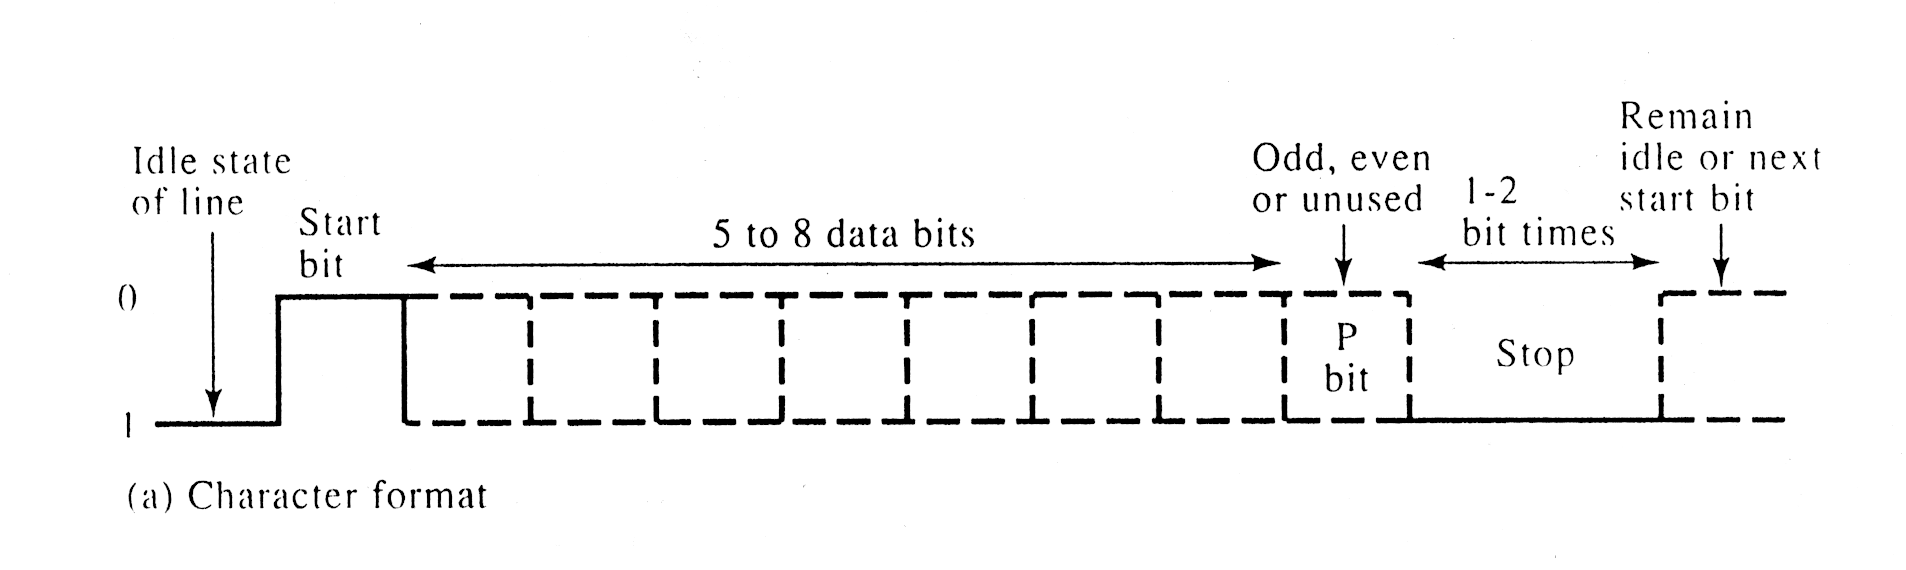 Idle state
of line
Start
bit
5 to 8 data bits
Odd, even
or unused
1-2
bit times
Remain
idle or next
start bit
0
1
P
bit
Stop
(a) Character format